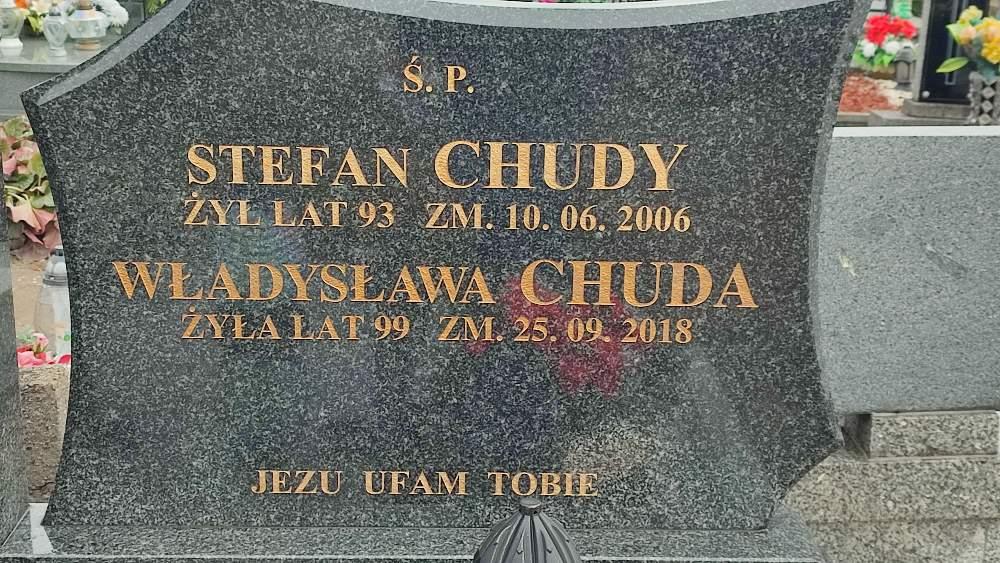 Ś. P.
STEFAN CHUDY
ŻYŁ LAT 93 ZM. 10. 06. 2006
WŁADYSŁAWA CHUDA
ŻYŁA LAT 99 ZM. 25. 09. 2018
JEZU UFAM TOBIE